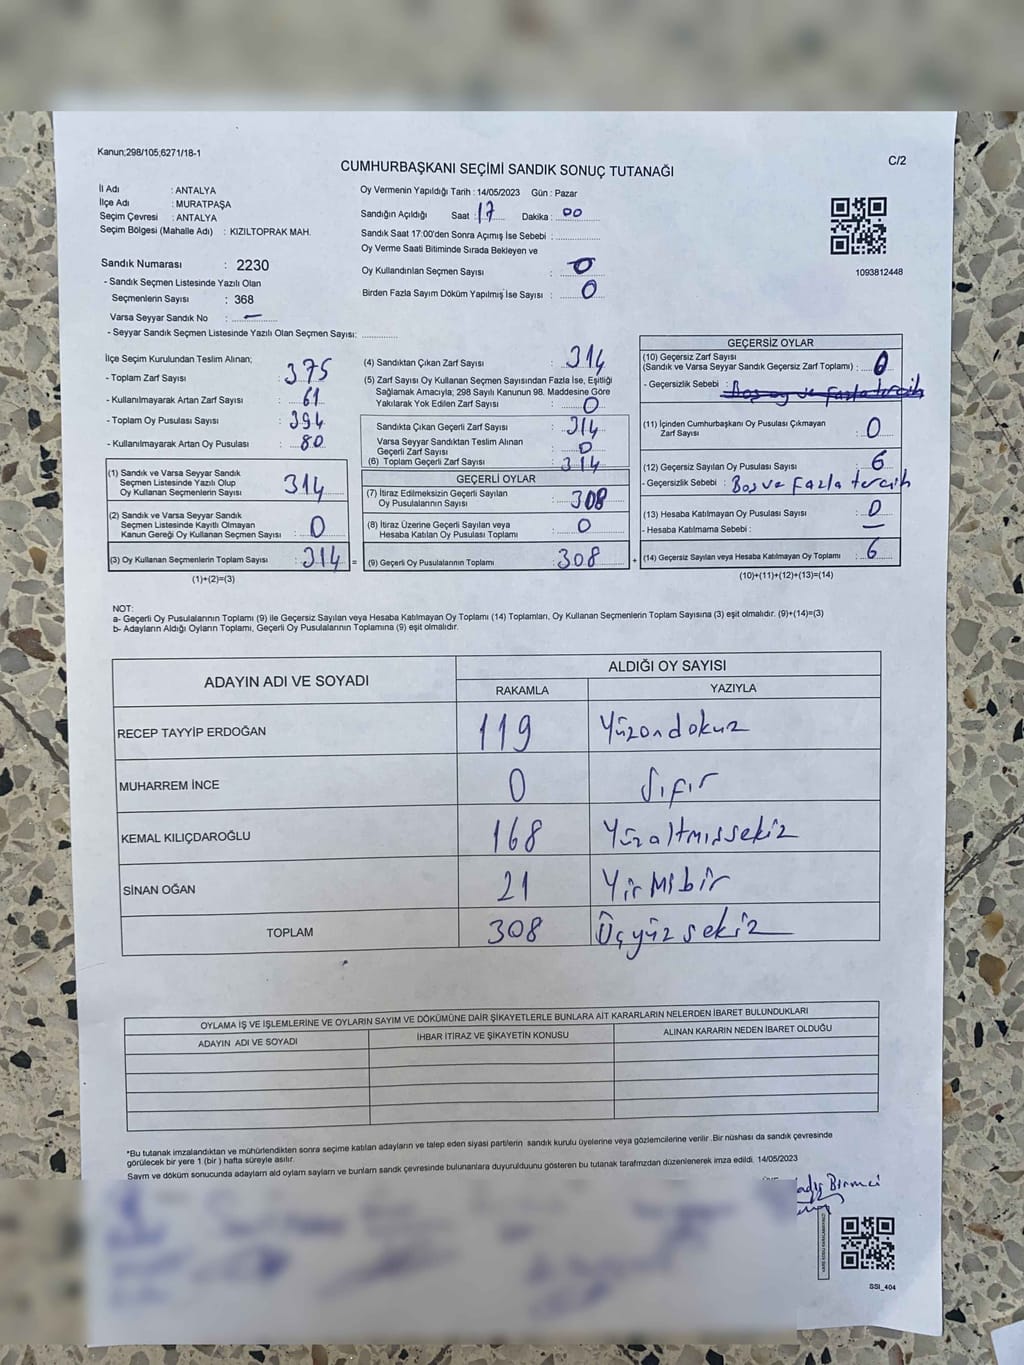 Kanun;298/105;6271/18-1
C/2
CUMHURBAŞKANI SEÇİMİ SANDIK SONUÇ TUTANAĞI
İl Adı : ANTALYA
İlçe Adı : MURATPAŞA
Seçim Çevresi : ANTALYA
Seçim Bölgesi (Mahalle Adı) : KIZILTOPRAK MAH.
Sandık Numarası : 2230
- Sandık Seçmen Listesinde Yazılı Olan
Seçmenlerin Sayısı : 368
Varsa Seyyar Sandık No : —
- Seyyar Sandık Seçmen Listesinde Yazılı Olan Seçmen Sayısı: ............
Oy Vermenin Yapıldığı Tarih : 14/05/2023 Gün : Pazar
Sandığın Açıldığı Saat : 17 Dakika : 00
Sandık Saat 17:00'den Sonra Açımış İse Sebebi : ............
Oy Verme Saati Bitiminde Sırada Bekleyen ve
Oy Kullandırılan Seçmen Sayısı : 0
Birden Fazla Sayım Döküm Yapılmış İse Sayısı : 0
1093812448
İlçe Seçim Kurulundan Teslim Alınan;
- Toplam Zarf Sayısı : 375
- Kullanılmayarak Artan Zarf Sayısı : 61
- Toplam Oy Pusulası Sayısı : 394
- Kullanılmayarak Artan Oy Pusulası : 80
(1) Sandık ve Varsa Seyyar Sandık
Seçmen Listesinde Yazılı Olup
Oy Kullanan Seçmenlerin Sayısı : 314
(2) Sandık ve Varsa Seyyar Sandık
Seçmen Listesinde Kayıtlı Olmayan
Kanun Gereği Oy Kullanan Seçmen Sayısı : 0
(3) Oy Kullanan Seçmenlerin Toplam Sayısı : 314 =
(1)+(2)=(3)
(4) Sandıktan Çıkan Zarf Sayısı : 314
(5) Zarf Sayısı Oy Kullanan Seçmen Sayısından Fazla İse, Eşitliği
Sağlamak Amacıyla; 298 Sayılı Kanunun 98. Maddesine Göre
Yakılarak Yok Edilen Zarf Sayısı : 0
Sandıkta Çıkan Geçerli Zarf Sayısı : 314
Varsa Seyyar Sandıktan Teslim Alınan
Geçerli Zarf Sayısı : 0
(6) Toplam Geçerli Zarf Sayısı : 314
GEÇERLİ OYLAR
(7) İtiraz Edilmeksizin Geçerli Sayılan
Oy Pusulalarının Sayısı : 308
(8) İtiraz Üzerine Geçerli Sayılan veya
Hesaba Katılan Oy Pusulası Toplamı : 0
(9) Geçerli Oy Pusulalarının Toplamı : 308 +
GEÇERSİZ OYLAR
(10) Geçersiz Zarf Sayısı
(Sandık ve Varsa Seyyar Sandık Geçersiz Zarf Toplamı) : 0
- Geçersizlik Sebebi : Boş oy ve Fazla tercih
(11) İçinden Cumhurbaşkanı Oy Pusulası Çıkmayan
Zarf Sayısı : 0
(12) Geçersiz Sayılan Oy Pusulası Sayısı : 6
- Geçersizlik Sebebi : Boş ve Fazla tercih
(13) Hesaba Katılmayan Oy Pusulası Sayısı : 0
- Hesaba Katılmama Sebebi : —
(14) Geçersiz Sayılan veya Hesaba Katılmayan Oy Toplamı : 6
(10)+(11)+(12)+(13)=(14)
NOT:
a- Geçerli Oy Pusulalarının Toplamı (9) ile Geçersiz Sayılan veya Hesaba Katılmayan Oy Toplamı (14) Toplamları, Oy Kullanan Seçmenlerin Toplam Sayısına (3) eşit olmalıdır. (9)+(14)=(3)
b- Adayların Aldığı Oyların Toplamı, Geçerli Oy Pusulalarının Toplamına (9) eşit olmalıdır.
ADAYIN ADI VE SOYADI
ALDIĞI OY SAYISI
RAKAMLA YAZIYLA
RECEP TAYYİP ERDOĞAN 119 Yüzondokuz
MUHARREM İNCE 0 Sıfır
KEMAL KILIÇDAROĞLU 168 Yüzaltmışsekiz
SİNAN OĞAN 21 Yirmibir
TOPLAM 308 Üçyüzsekiz
OYLAMA İŞ VE İŞLEMLERİNE VE OYLARIN SAYIM VE DÖKÜMÜNE DAİR ŞİKAYETLERLE BUNLARA AİT KARARLARIN NELERDEN İBARET BULUNDUKLARI
ADAYIN ADI VE SOYADI İHBAR İTİRAZ VE ŞİKAYETİN KONUSU ALINAN KARARIN NEDEN İBARET OLDUĞU
*Bu tutanak imzalandıktan ve mühürlendikten sonra seçime katılan adayların ve talep eden siyasi partilerin sandık kurulu üyelerine veya gözlemcilerine verilir. Bir nüshası da sandık çevresinde
görülecek bir yere 1 (bir) hafta süreyle asılır.
Sayım ve döküm sonucunda adayların aldı oyların sayların ve bunların sandık çevresinde bulunanlara duyurulduunu gösteren bu tutanak tarafmzdan düzenlenerek imza edildi. 14/05/2023
SSI_404